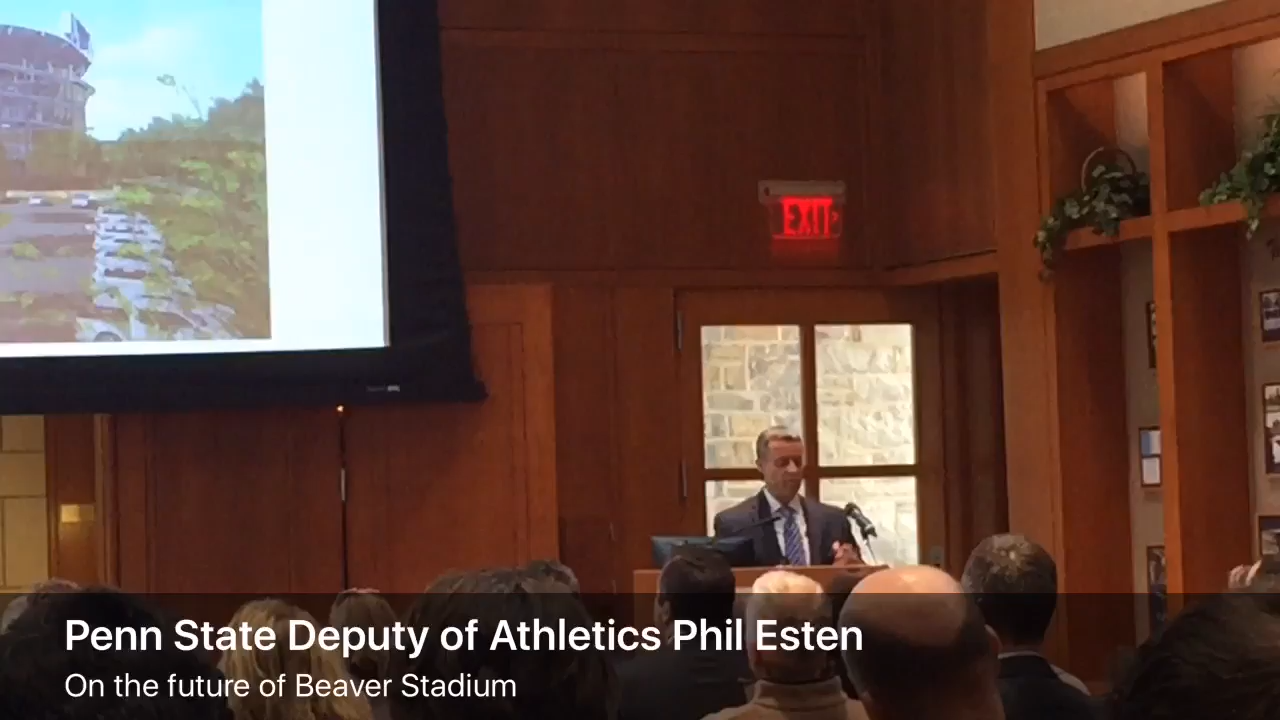 EXIT
Penn State Deputy of Athletics Phil Esten
On the future of Beaver Stadium